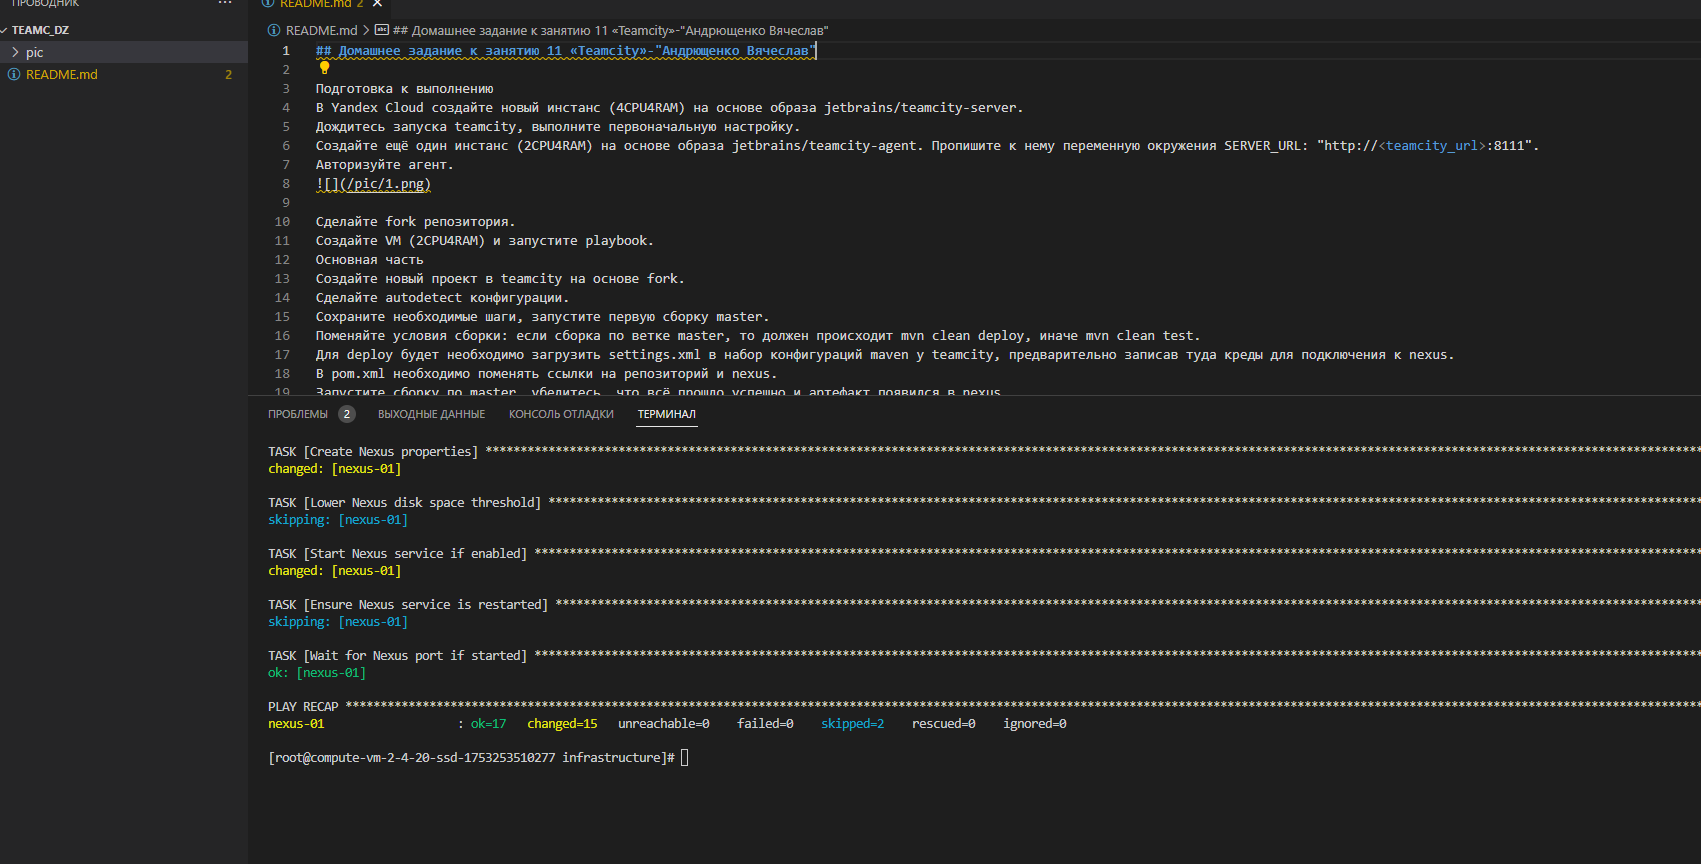 ПРОВОДНИК ...
README.md 2 ×
TEAMC_DZ
README.md > ## Домашнее задание к занятию 11 «Teamcity»-"Андрющенко Вячеслав"
pic
README.md 2
1 ## Домашнее задание к занятию 11 «Teamcity»-"Андрющенко Вячеслав"
2
3 Подготовка к выполнению
4 В Yandex Cloud создайте новый инстанс (4CPU4RAM) на основе образа jetbrains/teamcity-server.
5 Дождитесь запуска teamcity, выполните первоначальную настройку.
6 Создайте ещё один инстанс (2CPU4RAM) на основе образа jetbrains/teamcity-agent. Пропишите к нему переменную окружения SERVER_URL: "http://<teamcity_url>:8111".
7 Авторизуйте агент.
8 ![](/pic/1.png)
9
10 Сделайте fork репозитория.
11 Создайте VM (2CPU4RAM) и запустите playbook.
12 Основная часть
13 Создайте новый проект в teamcity на основе fork.
14 Сделайте autodetect конфигурации.
15 Сохраните необходимые шаги, запустите первую сборку master.
16 Поменяйте условия сборки: если сборка по ветке master, то должен происходит mvn clean deploy, иначе mvn clean test.
17 Для deploy будет необходимо загрузить settings.xml в набор конфигураций maven у teamcity, предварительно записав туда креды для подключения к nexus.
18 В pom.xml необходимо поменять ссылки на репозиторий и nexus.
19 Запустите сборку по master, убедитесь, что всё прошло успешно и артефакт появился в nexus
ПРОБЛЕМЫ 2 ВЫХОДНЫЕ ДАННЫЕ КОНСОЛЬ ОТЛАДКИ ТЕРМИНАЛ
TASK [Create Nexus properties] ****************************************************************************************************
changed: [nexus-01]
TASK [Lower Nexus disk space threshold] ****************************************************************************************************
skipping: [nexus-01]
TASK [Start Nexus service if enabled] ****************************************************************************************************
changed: [nexus-01]
TASK [Ensure Nexus service is restarted] ****************************************************************************************************
skipping: [nexus-01]
TASK [Wait for Nexus port if started] ****************************************************************************************************
ok: [nexus-01]
PLAY RECAP ****************************************************************************************************
nexus-01 : ok=17 changed=15 unreachable=0 failed=0 skipped=2 rescued=0 ignored=0
[root@compute-vm-2-4-20-ssd-1753253510277 infrastructure]#